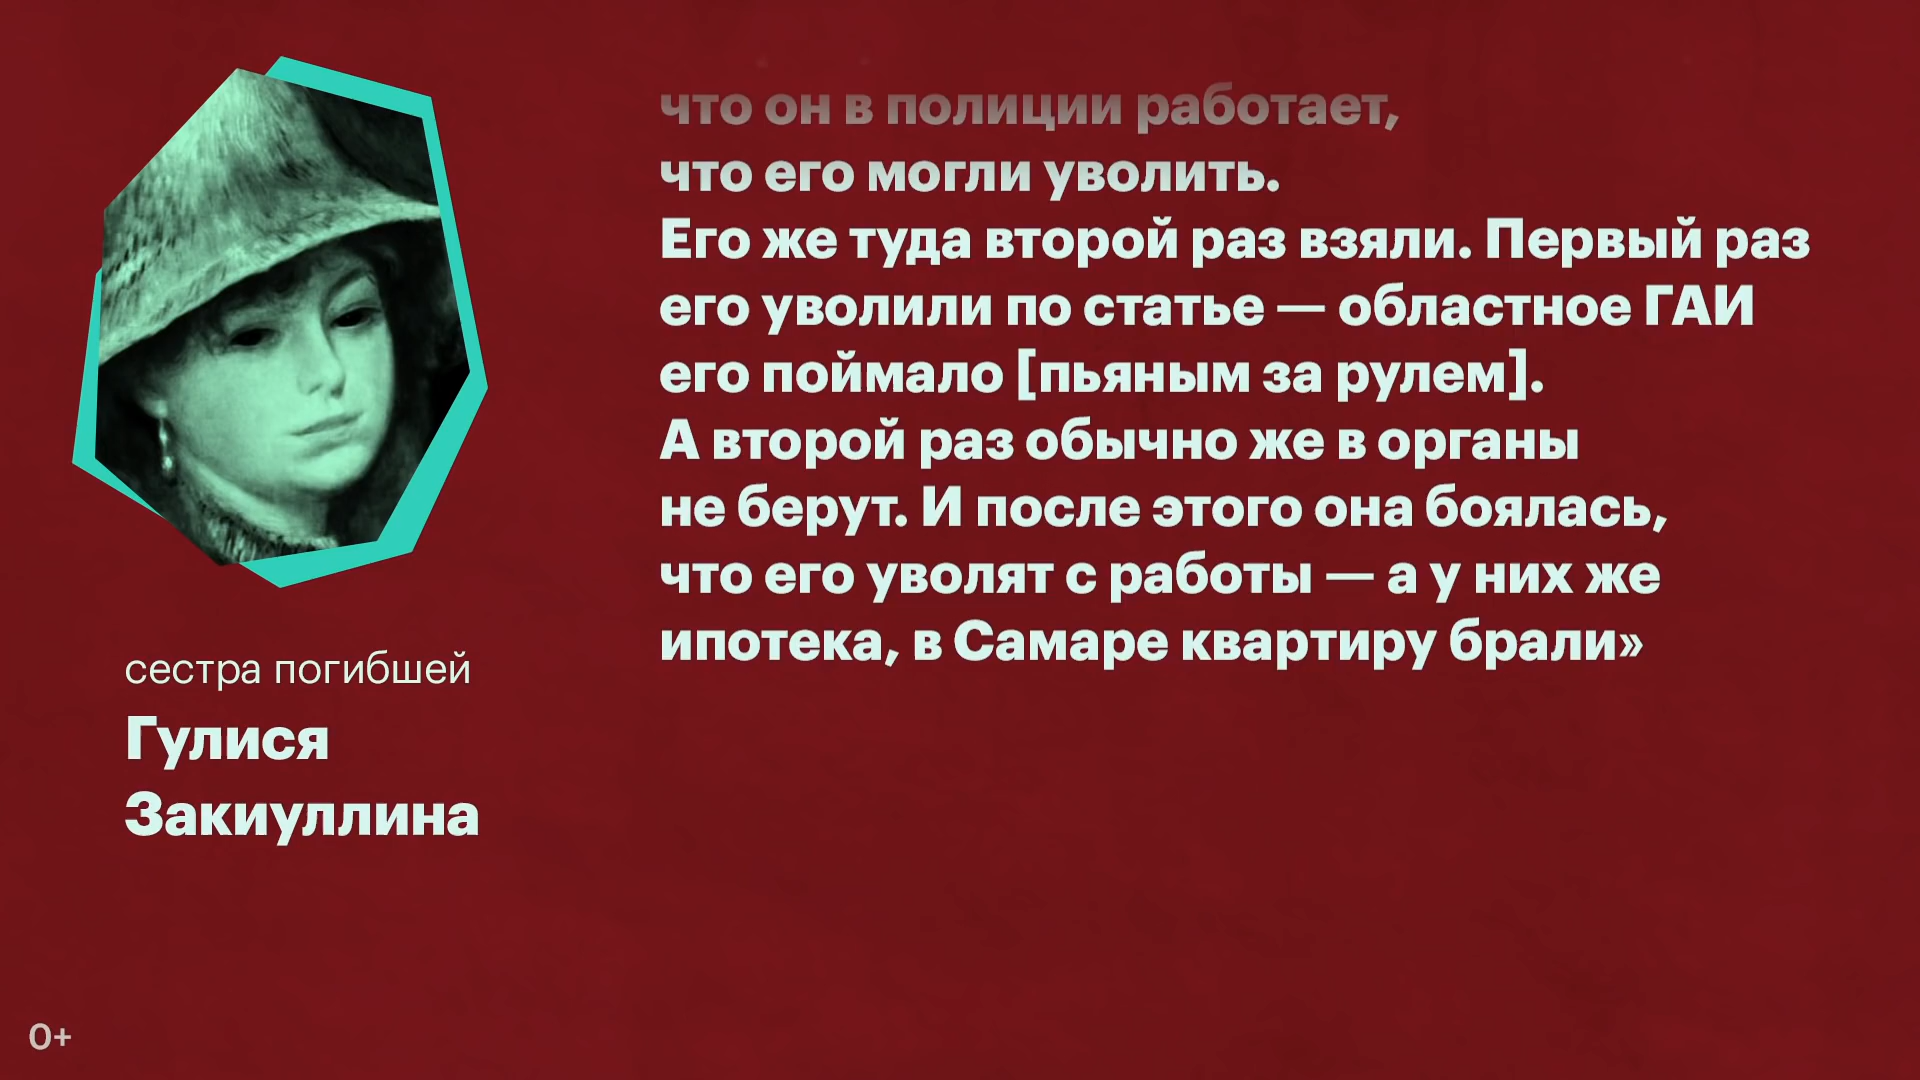 что он в полиции работает,
что его могли уволить.
Его же туда второй раз взяли. Первый раз
его уволили по статье — областное ГАИ
его поймало [пьяным за рулем].
А второй раз обычно же в органы
не берут. И после этого она боялась,
что его уволят с работы — а у них же
ипотека, в Самаре квартиру брали»
сестра погибшей
Гулися
Закиуллина
0+